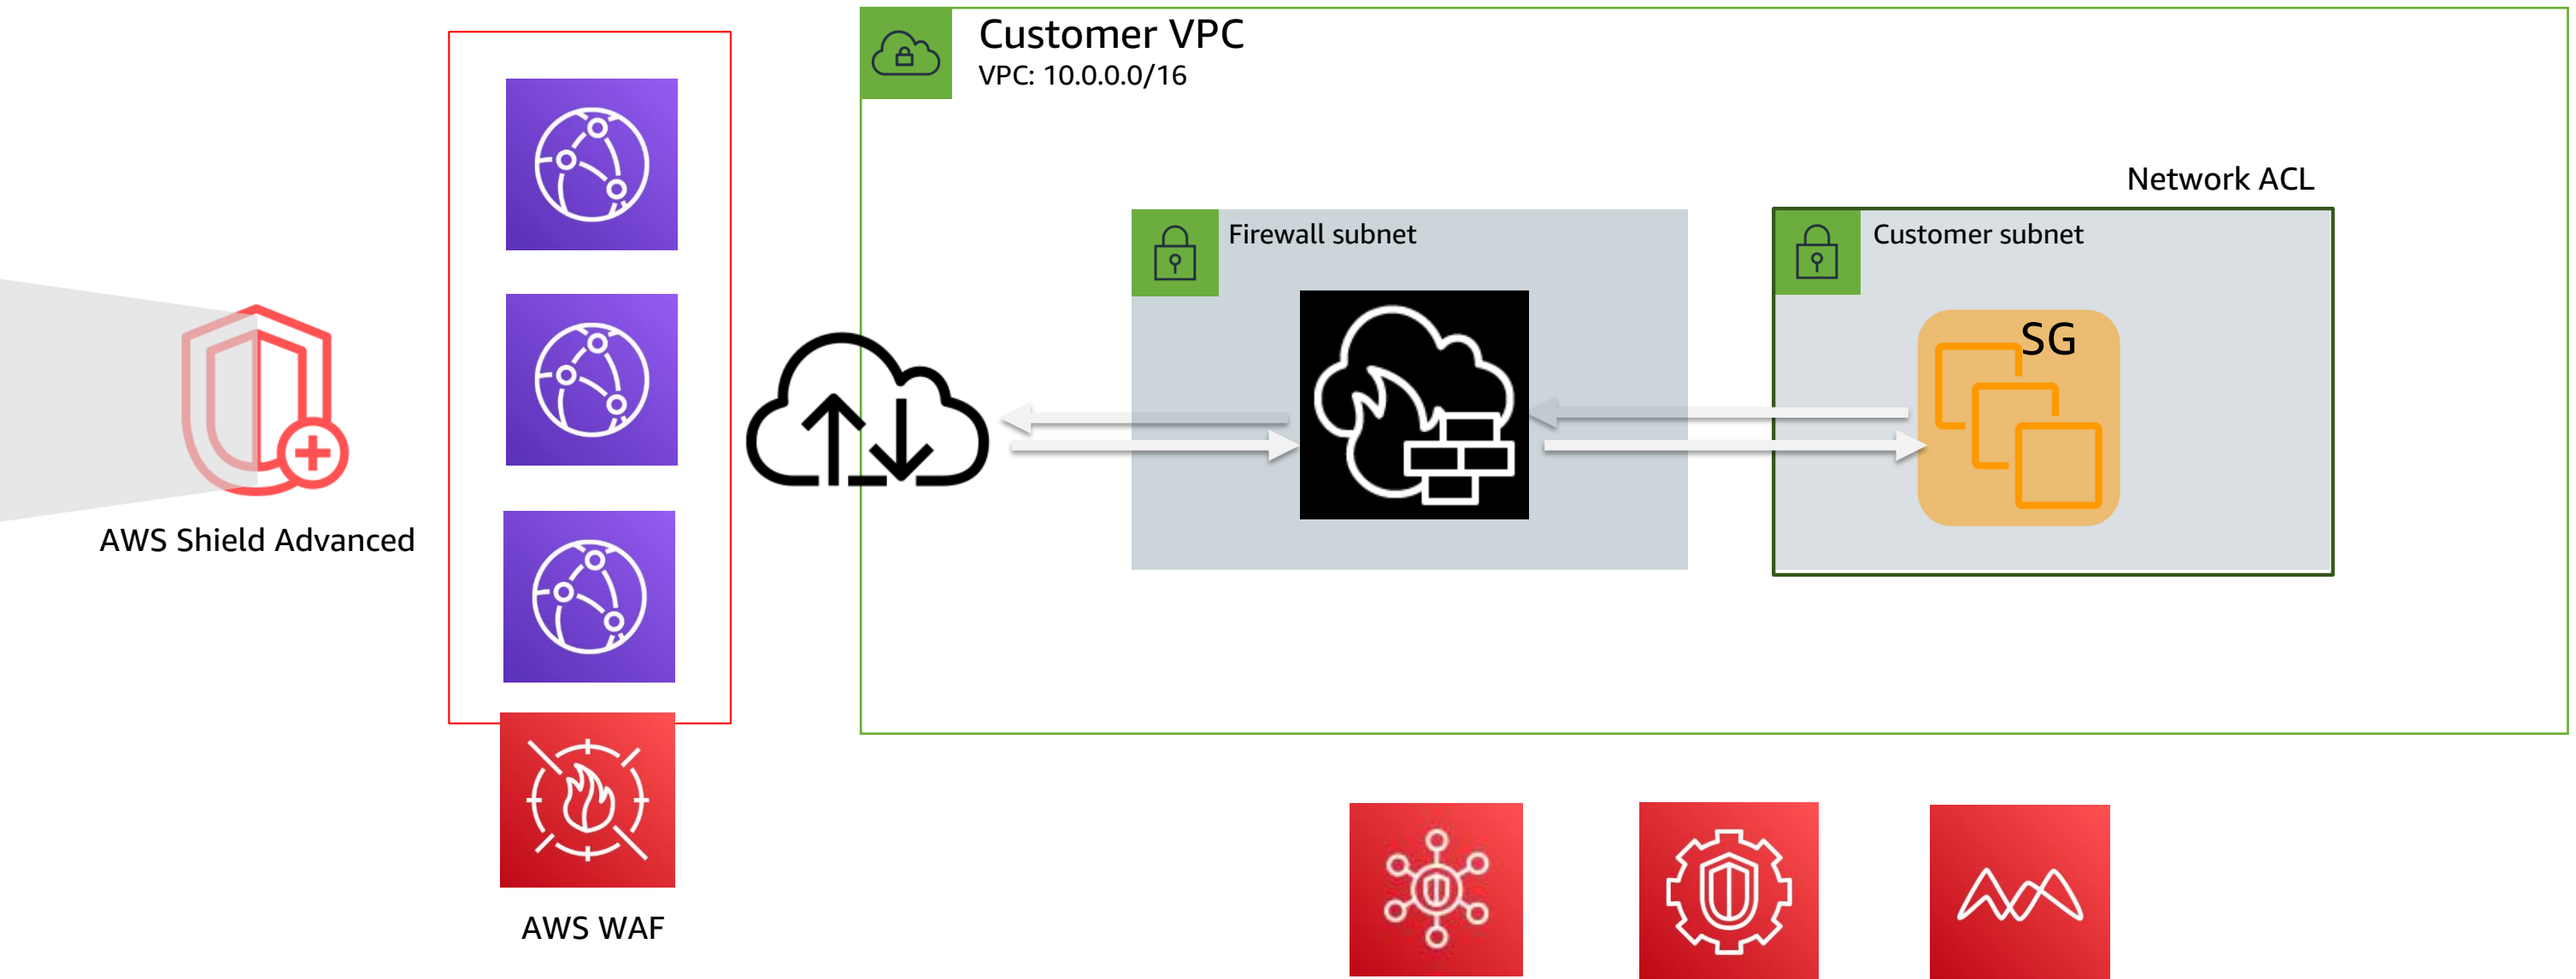 Customer VPC
VPC: 10.0.0.0/16
Network ACL
Firewall subnet
Customer subnet
SG
AWS Shield Advanced
AWS WAF